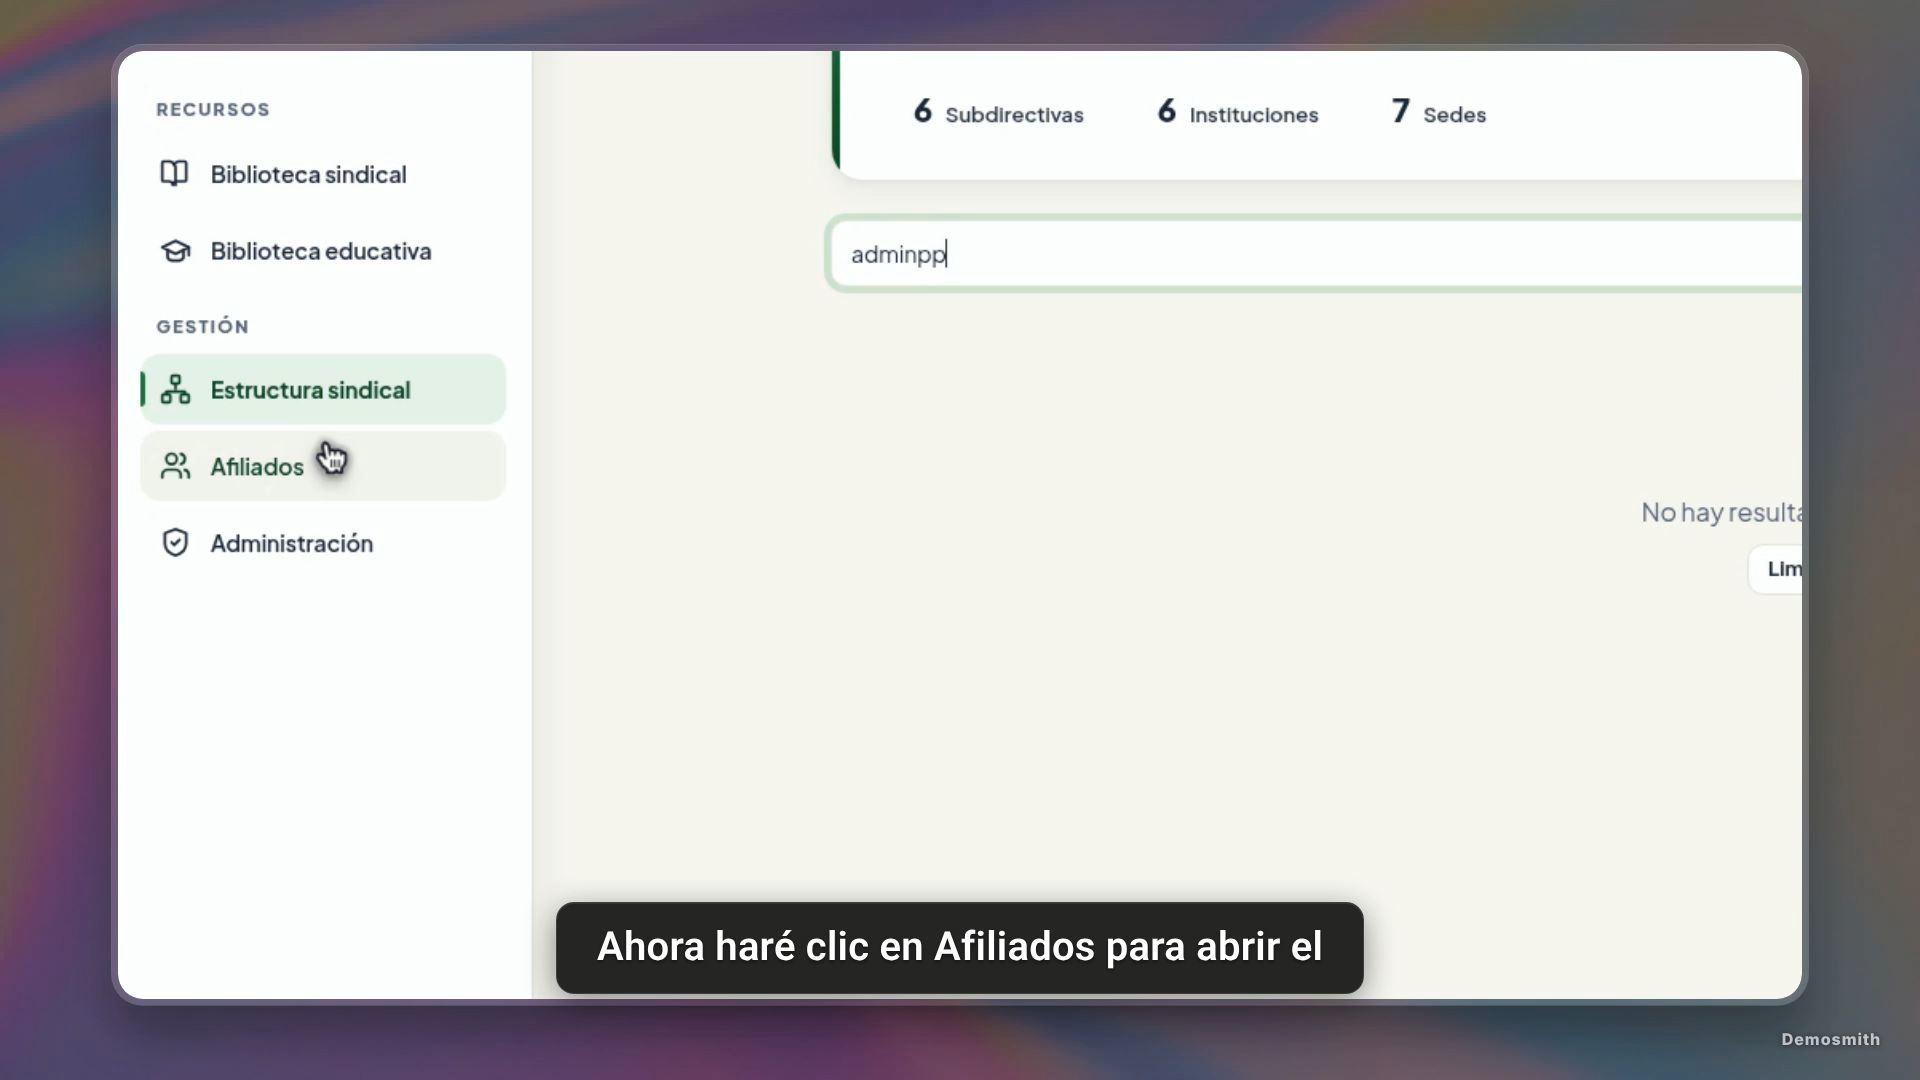 RECURSOS
Biblioteca sindical
Biblioteca educativa
GESTIÓN
Estructura sindical
Afiliados
Administración
6 Subdirectivas 6 Instituciones 7 Sedes
adminpp
No hay resulta
Lim
Ahora haré clic en Afiliados para abrir el
Demosmith